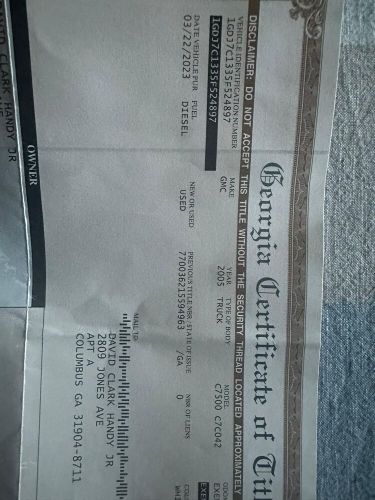 Georgia Certificate of Tit
DISCLAIMER: DO NOT ACCEPT THIS TITLE WITHOUT THE SECURITY THREAD LOCATED APPROXIMATELY
VEHICLE IDENTIFICATION NUMBER MAKE YEAR TYPE OF BODY MODEL
1GDJ7C1335F524897 GMC 2005 TRUCK C7500 C7C042
1GDJ7C1335F524897
DATE VEHICLE PUR FUEL NEW OR USED PREVIOUS TITLE NBR / STATE OF ISSUE NBR OF LIENS
03/22/2023 DIESEL USED 770036215594963 /GA 0
MAIL TO
DAVID CLARK HANDY JR
2809 JONES AVE
APT A
COLUMBUS GA 31904-8711
OWNER
DAVID CLARK HANDY JR